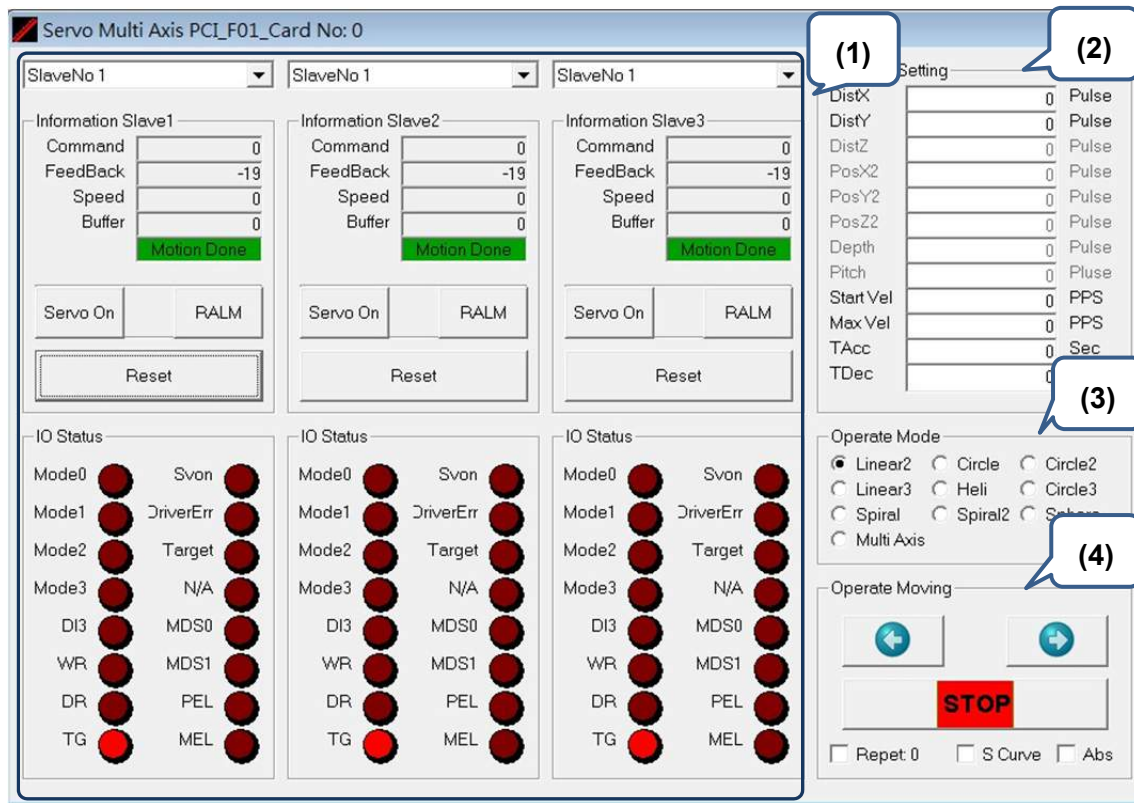 Servo Multi Axis PCI_F01_Card No: 0
(1)
(2)
SlaveNo 1
SlaveNo 1
SlaveNo 1
Information Slave1
Command 0
FeedBack -19
Speed 0
Buffer 0
Motion Done
Servo On RALM
Reset
Information Slave2
Command 0
FeedBack -19
Speed 0
Buffer 0
Motion Done
Servo On RALM
Reset
Information Slave3
Command 0
FeedBack -19
Speed 0
Buffer 0
Motion Done
Servo On RALM
Reset
IO Status
Mode0 Svon
Mode1 DriverErr
Mode2 Target
Mode3 N/A
DI3 MDS0
WR MDS1
DR PEL
TG MEL
IO Status
Mode0 Svon
Mode1 DriverErr
Mode2 Target
Mode3 N/A
DI3 MDS0
WR MDS1
DR PEL
TG MEL
IO Status
Mode0 Svon
Mode1 DriverErr
Mode2 Target
Mode3 N/A
DI3 MDS0
WR MDS1
DR PEL
TG MEL
Setting
DistX 0 Pulse
DistY 0 Pulse
DistZ 0 Pulse
PosX2 0 Pulse
PosY2 0 Pulse
PosZ2 0 Pulse
Depth 0 Pulse
Pitch 0 Pluse
Start Vel 0 PPS
Max Vel 0 PPS
TAcc 0 Sec
TDec
(3)
Operate Mode
Linear2 Circle Circle2
Linear3 Heli Circle3
Spiral Spiral2
Multi Axis
(4)
Operate Moving
STOP
Repet: 0 S Curve Abs